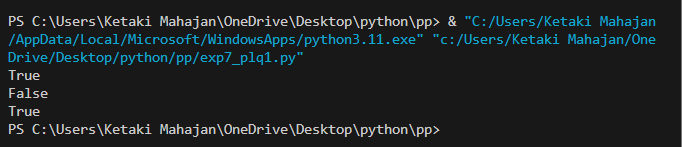 PS C:\Users\Ketaki Mahajan\OneDrive\Desktop\python\pp> & "C:/Users/Ketaki Mahajan
/AppData/Local/Microsoft/WindowsApps/python3.11.exe" "c:/Users/Ketaki Mahajan/One
Drive/Desktop/python/pp/exp7_plq1.py"
True
False
True
PS C:\Users\Ketaki Mahajan\OneDrive\Desktop\python\pp>